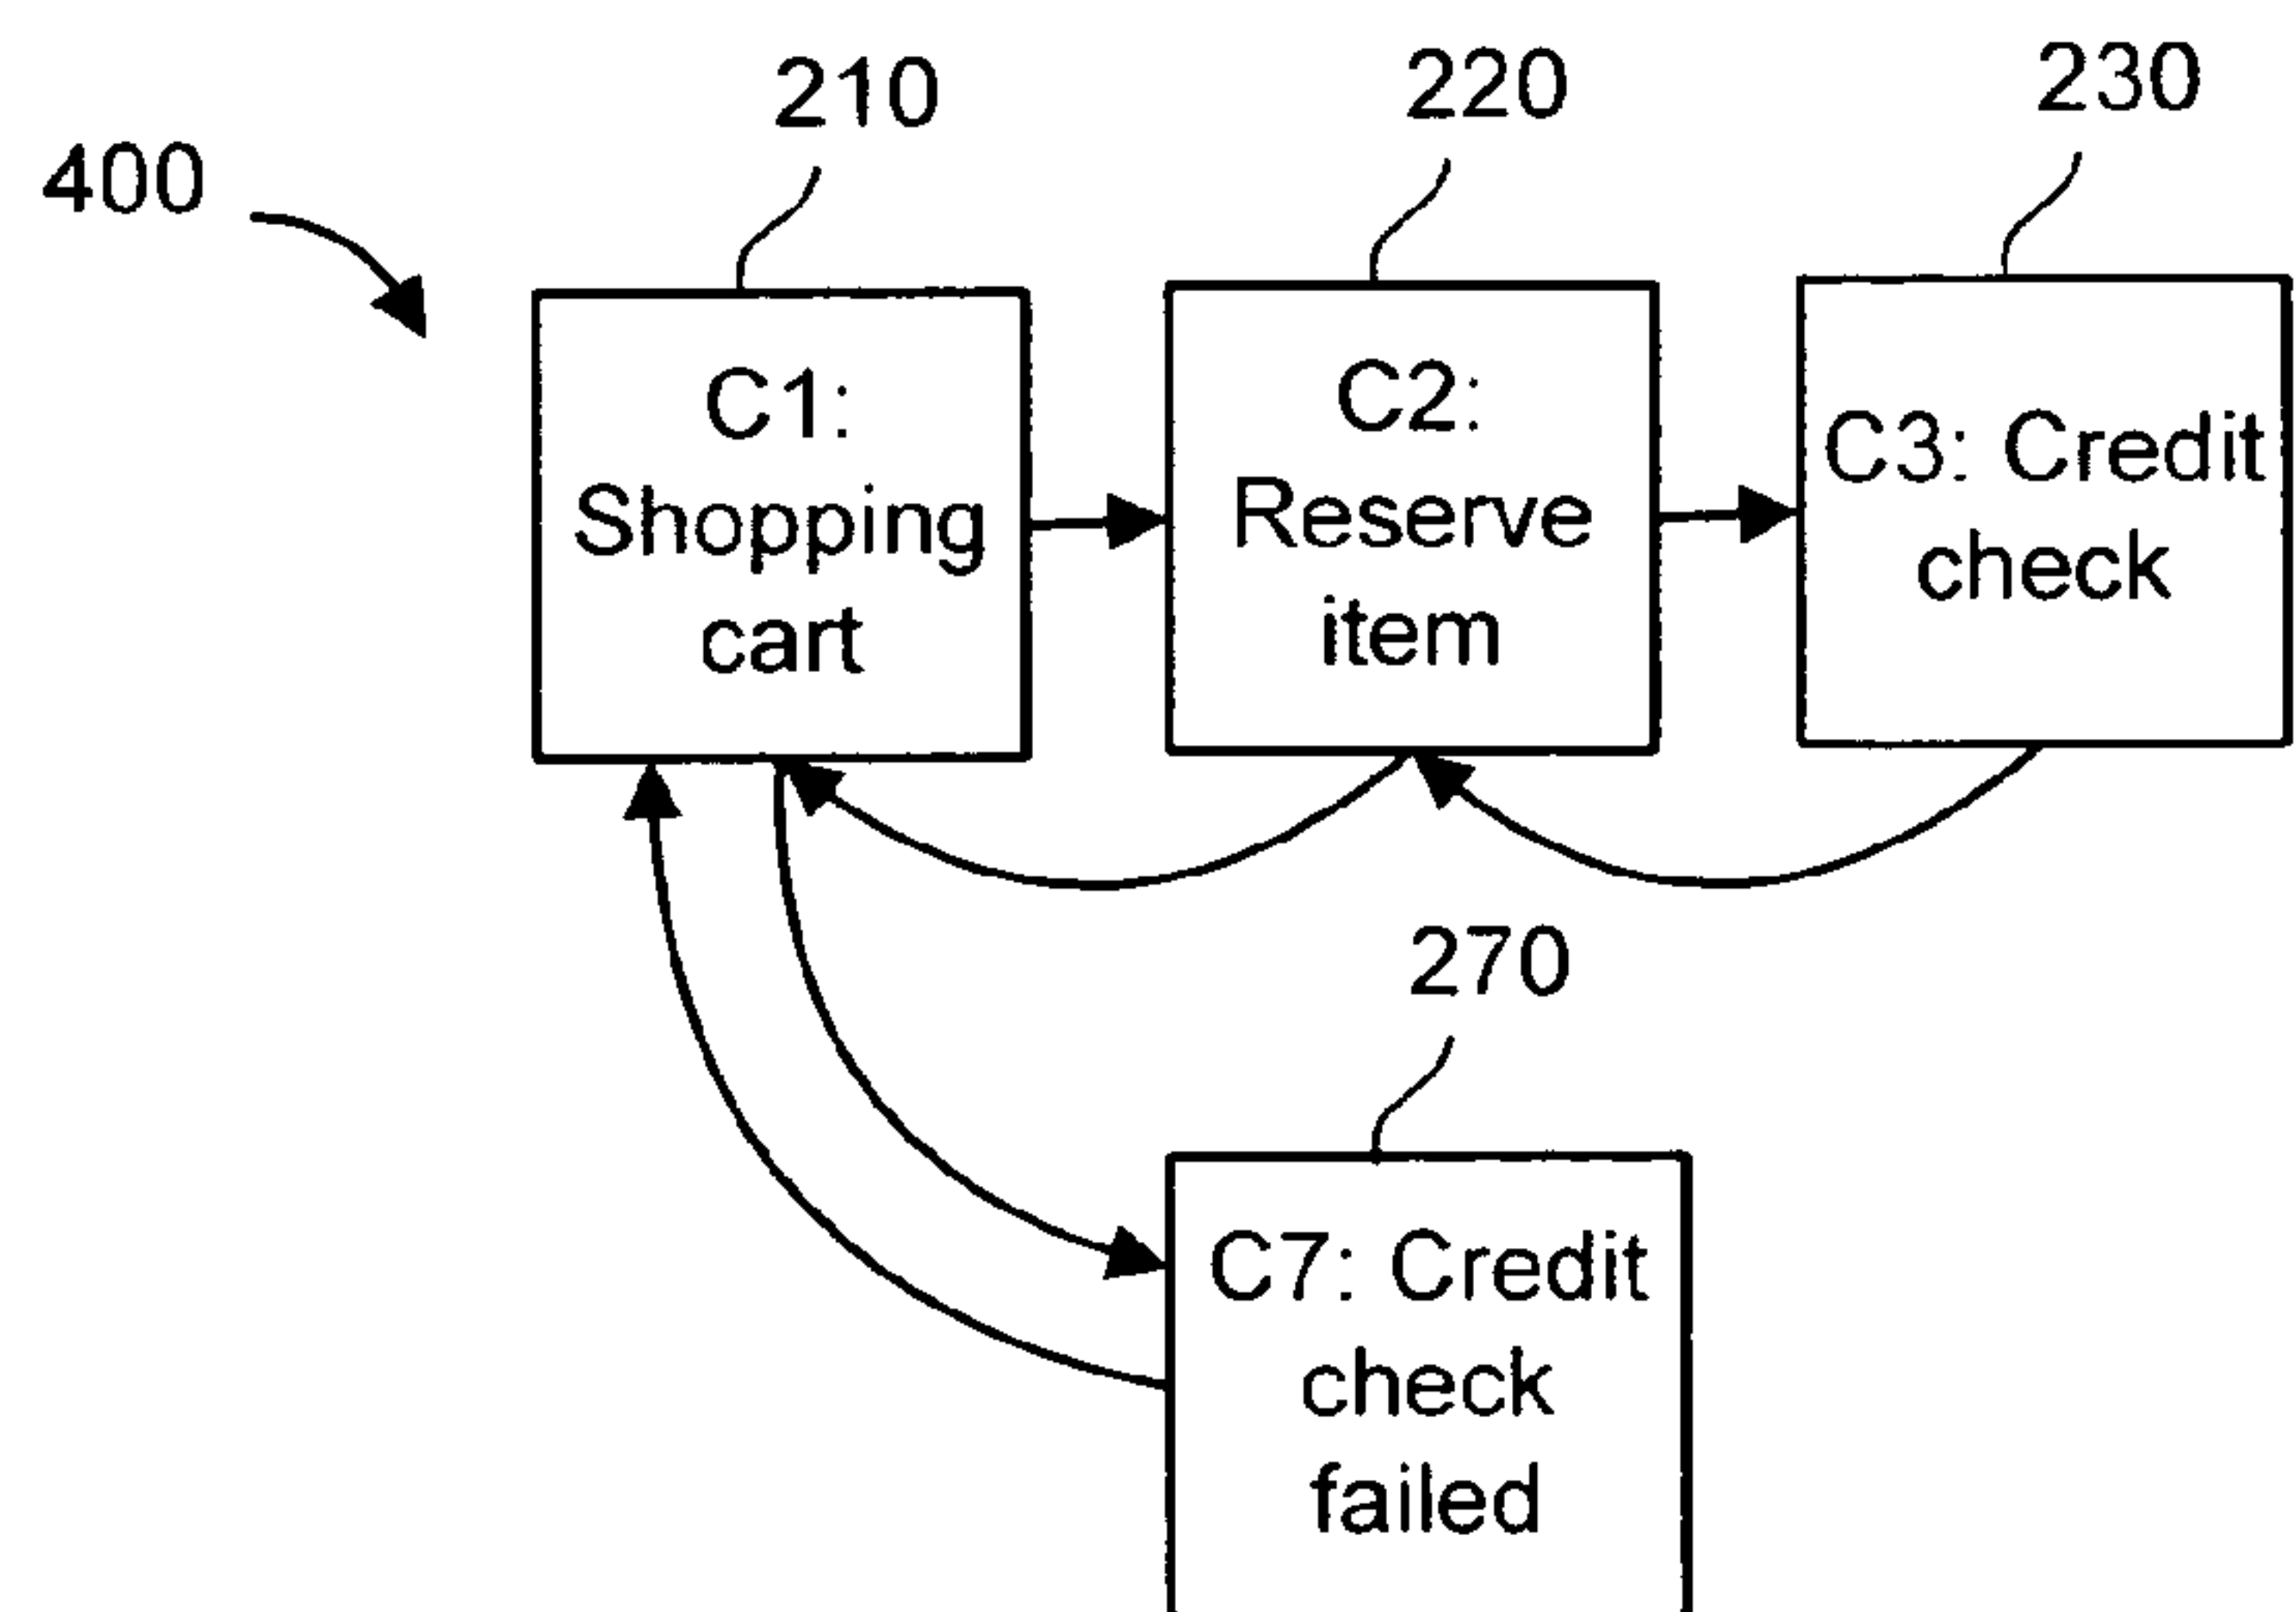 400
210
220
230
C1:
Shopping
cart
C2:
Reserve
item
C3: Credit
check
270
C7: Credit
check
failed